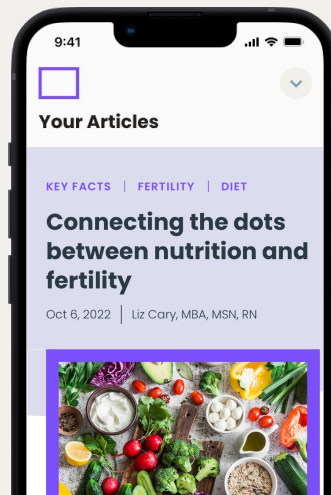 9:41
Your Articles
KEY FACTS | FERTILITY | DIET
Connecting the dots
between nutrition and
fertility
Oct 6, 2022 | Liz Cary, MBA, MSN, RN